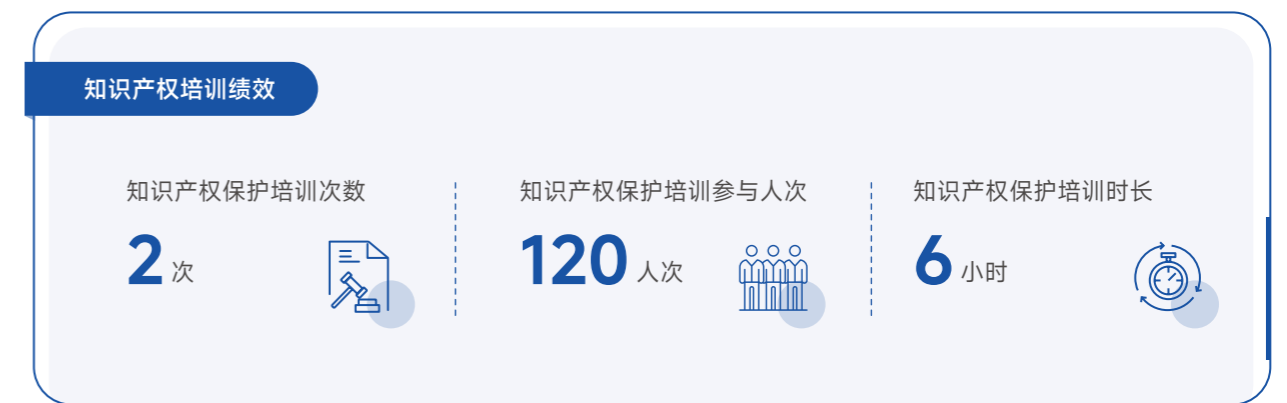 知识产权培训绩效
知识产权保护培训次数
2 次
知识产权保护培训参与人次
120 人次
知识产权保护培训时长
6 小时